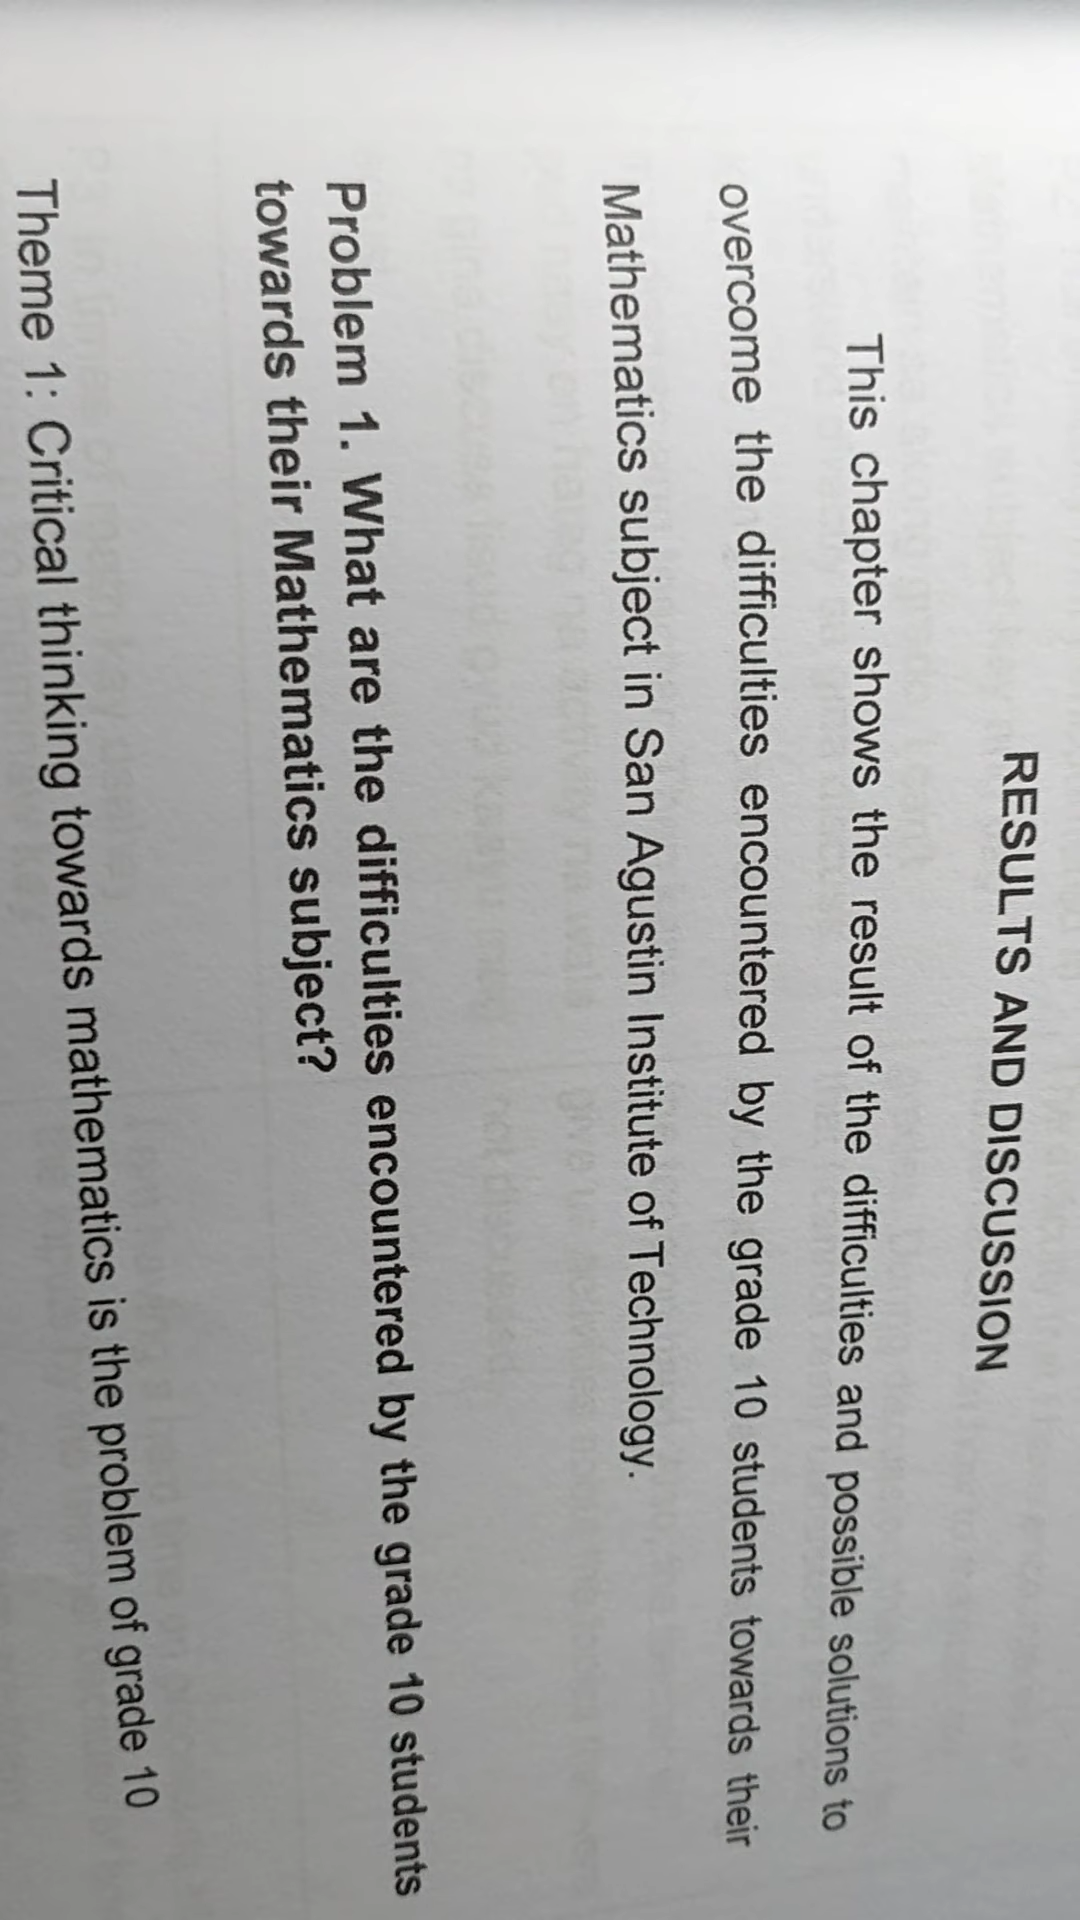 RESULTS AND DISCUSSION
This chapter shows the result of the difficulties and possible solutions to
overcome the difficulties encountered by the grade 10 students towards their
Mathematics subject in San Agustin Institute of Technology.
Problem 1. What are the difficulties encountered by the grade 10 students
towards their Mathematics subject?
Theme 1: Critical thinking towards mathematics is the problem of grade 10